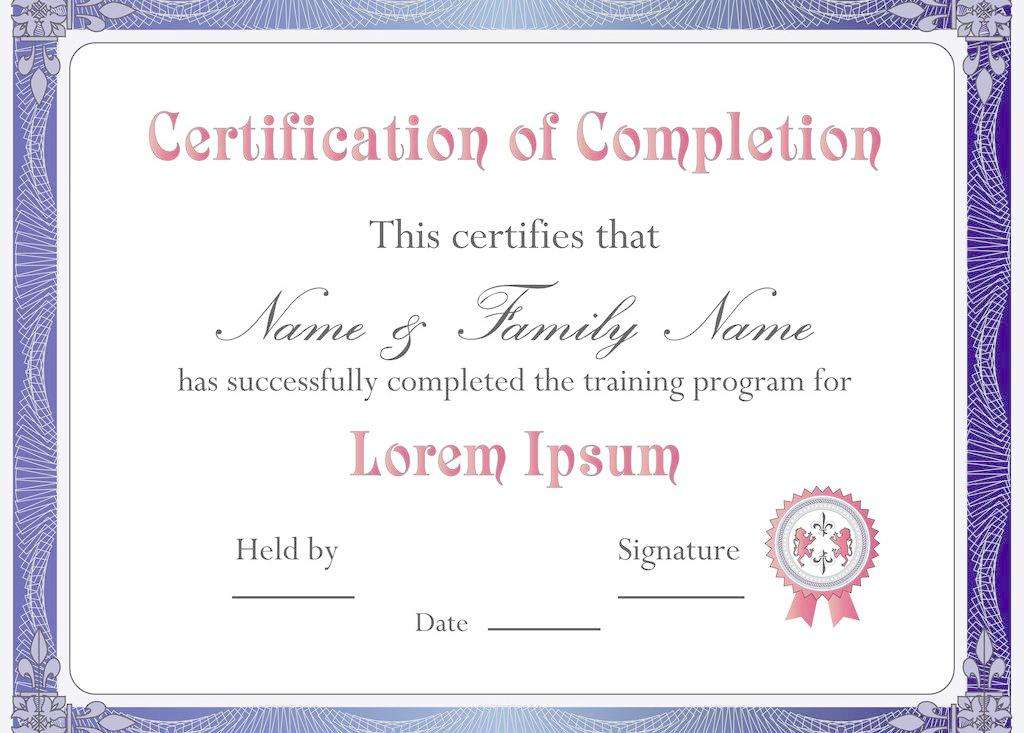 Certification of Completion
This certifies that
Name & Family Name
has successfully completed the training program for
Lorem Ipsum
Held by
Signature
Date